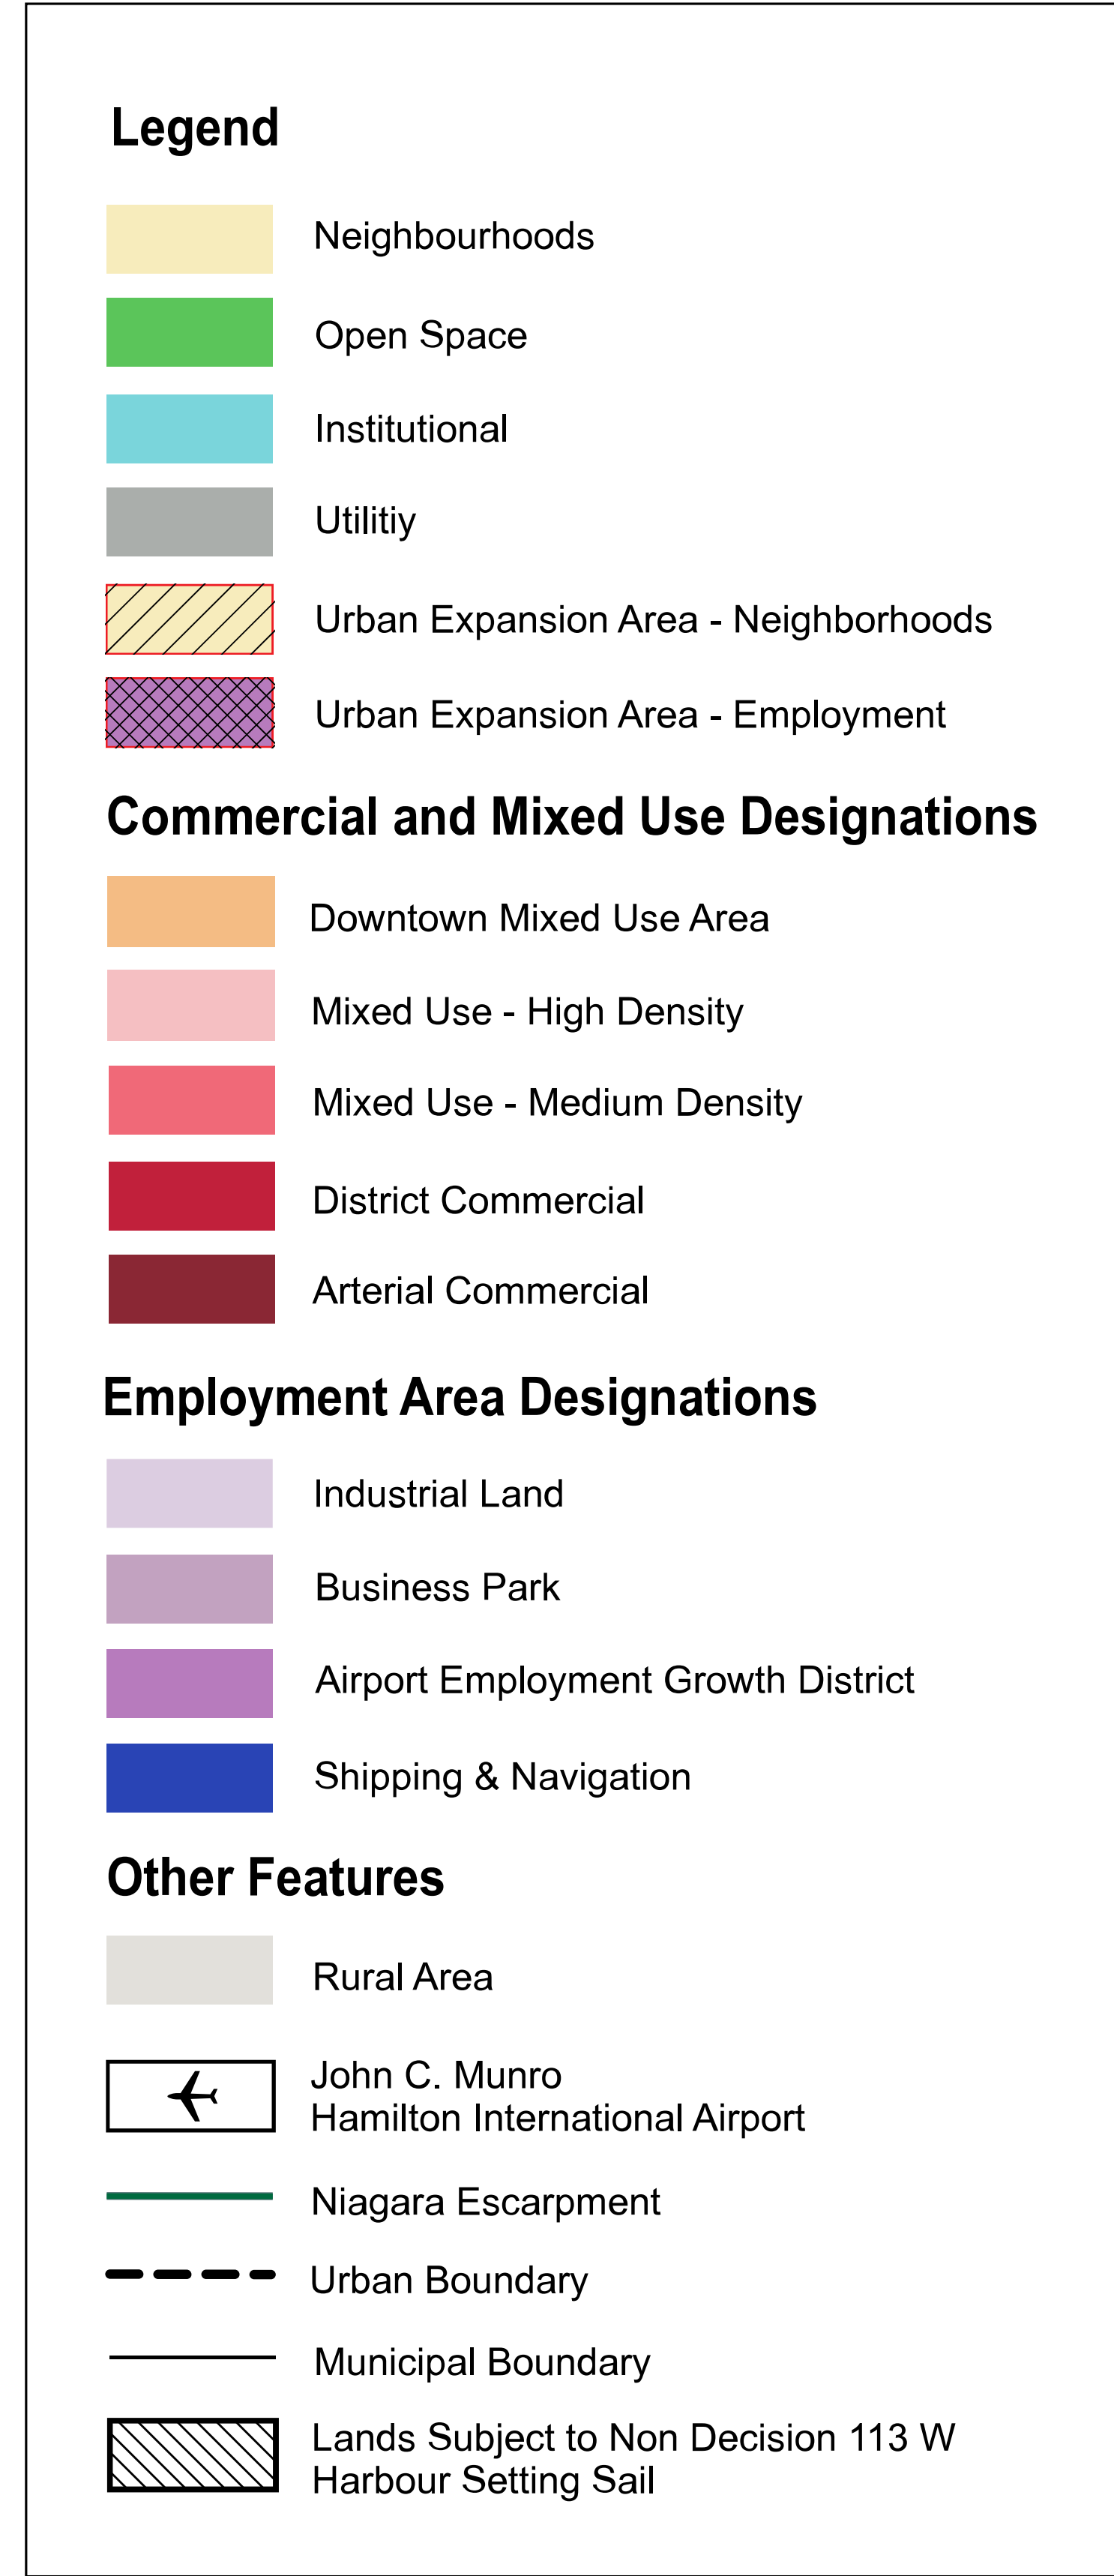 Legend
Neighbourhoods
Open Space
Institutional
Utilitiy
Urban Expansion Area - Neighborhoods
Urban Expansion Area - Employment
Commercial and Mixed Use Designations
Downtown Mixed Use Area
Mixed Use - High Density
Mixed Use - Medium Density
District Commercial
Arterial Commercial
Employment Area Designations
Industrial Land
Business Park
Airport Employment Growth District
Shipping & Navigation
Other Features
Rural Area
John C. Munro
Hamilton International Airport
Niagara Escarpment
Urban Boundary
Municipal Boundary
Lands Subject to Non Decision 113 W
Harbour Setting Sail